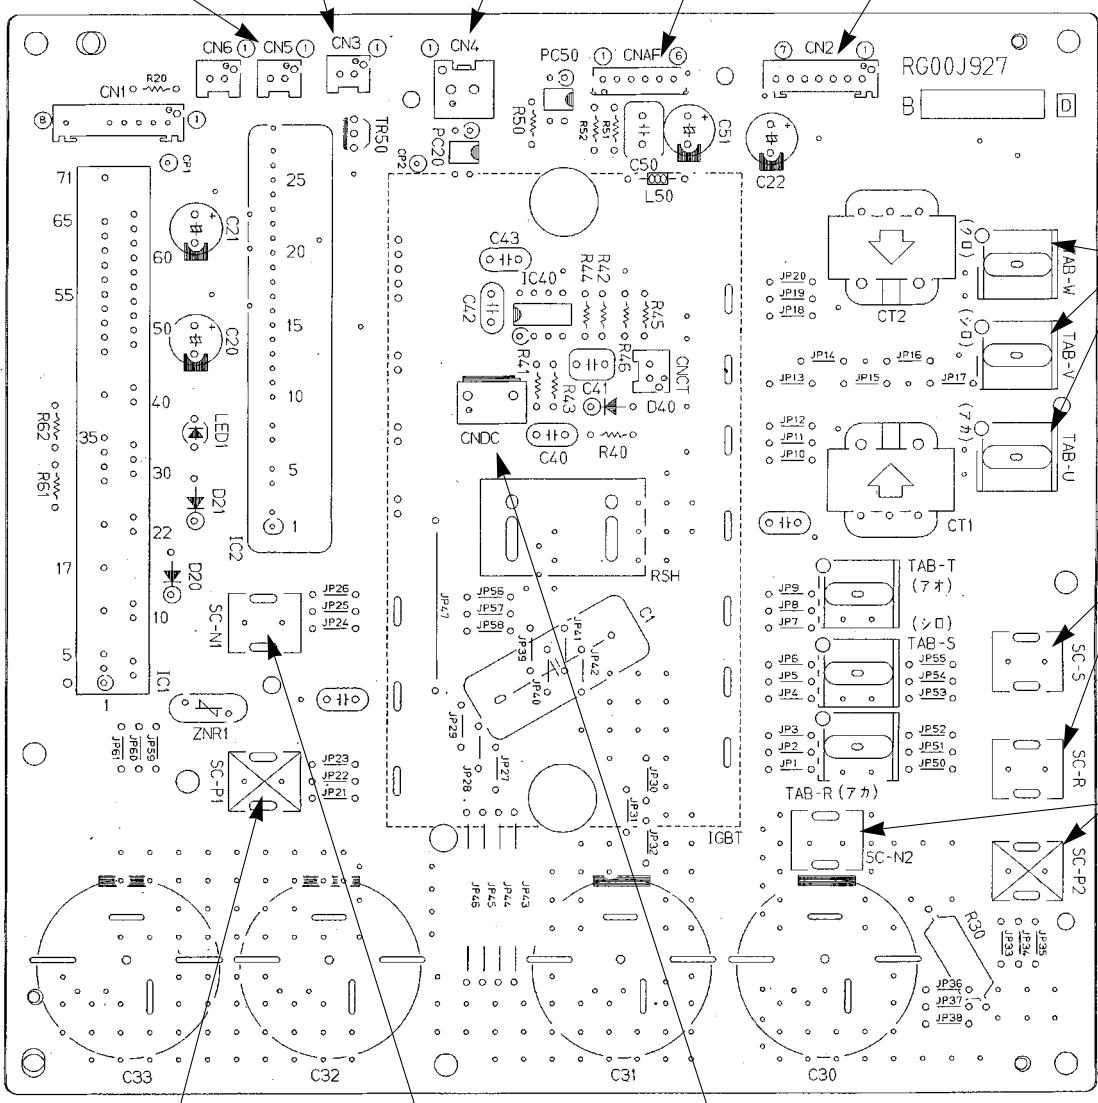 CN6 ① CN5 ① CN3 ① ① CN4 PC50 ① CNAF ⑥ ⑦ CN2 ①
RG00J927
R20
CN1
B D
⑧ ①
R50 R52 R51 C51
TR50
PC20
CP1 CP2
C50
C22
L50
71
25
65
C21
(クロ)
TAB-W
60
20
C43
R44 R42
IC40
JP20
JP19
JP18
55
C42
R45
CT2
50
15
C20
(シロ)
TAB-V
R41
R46
CNCT
JP14 JP16
JP13 JP15 JP17
C41
R43
D40
40
10
(アカ)
LED1
R62
35
CNDC
C40 R40
JP12
JP11
JP10
TAB-U
30
5
R61
D21
CT1
22
1
IC2
17
D20
RSH
TAB-T
(アオ)
JP26
JP25
JP24
SC-N1
JP47
JP56
JP57
JP58
C1
JP9
JP8
JP7
10
(シロ)
TAB-S
JP39 JP41
JP42
JP40
5
SC-S
JP6
JP5
JP4
JP55
JP54
JP53
IC1
1
ZNR1
JP29
JP61 JP60 JP59
SC-P1
JP23
JP22
JP21
JP28 JP27
JP3
JP2
JP1
JP52
JP51
JP50
SC-R
JP30
JP31
JP32
TAB-R (アカ)
IGBT
SC-N2
SC-P2
JP46 JP45 JP44 JP43
R30
JP33 JP34 JP35
JP36
JP37
JP38
C33 C32 C31 C30